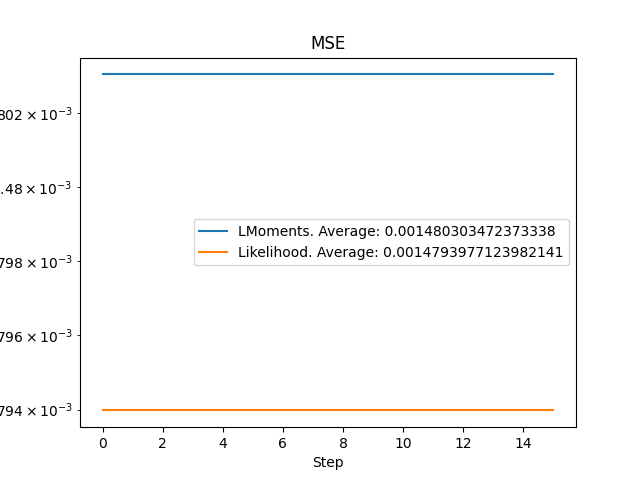 MSE
802 × 10⁻³
.48 × 10⁻³
798 × 10⁻³
796 × 10⁻³
794 × 10⁻³
LMoments. Average: 0.001480303472373338
Likelihood. Average: 0.0014793977123982141
0 2 4 6 8 10 12 14
Step